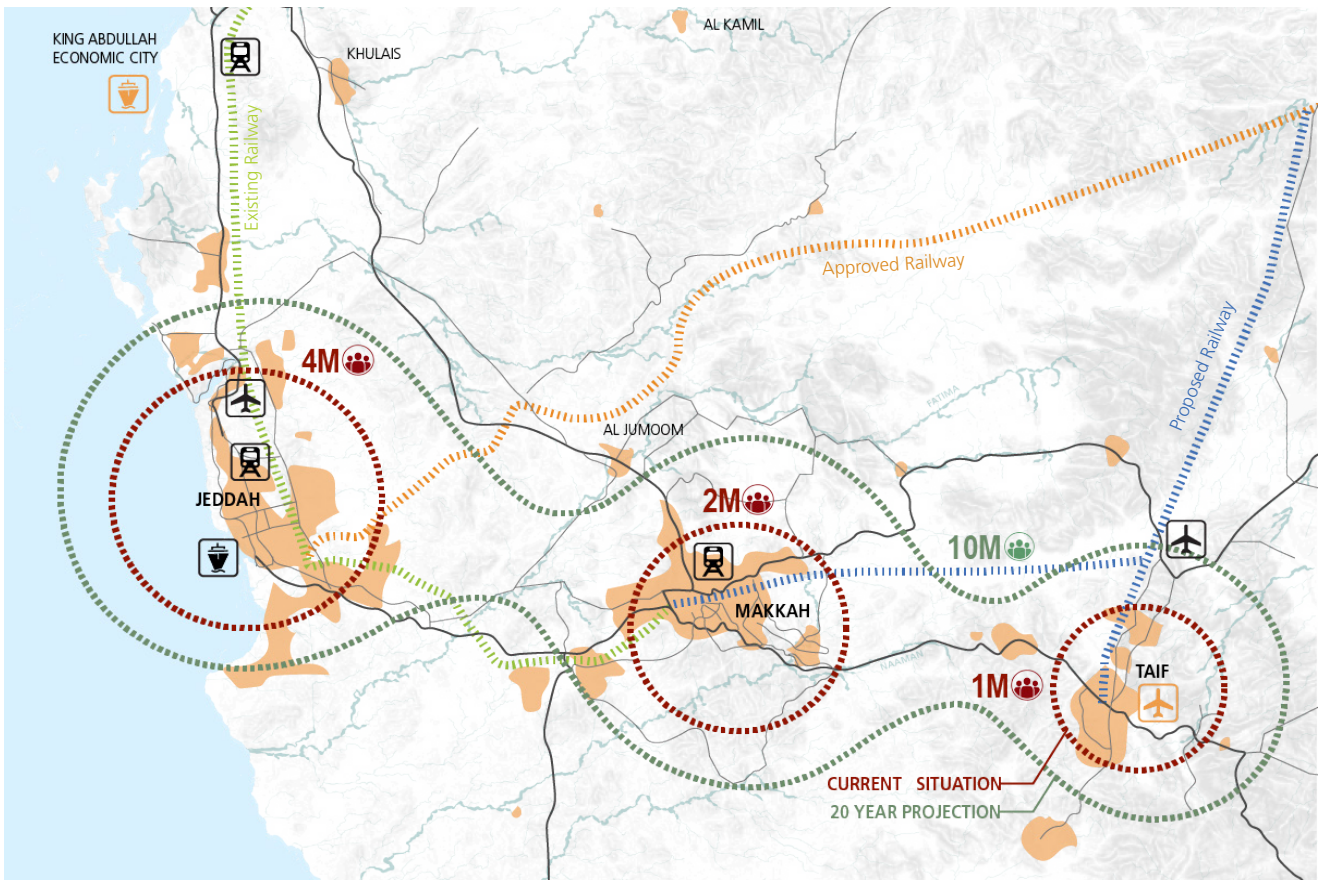 KING ABDULLAH
ECONOMIC CITY
KHULAIS
AL KAMIL
Existing Railway
Approved Railway
Proposed Railway
4M
FATIMA
AL JUMOOM
2M
JEDDAH
10M
MAKKAH
NAAMAN
1M
TAIF
CURRENT SITUATION
20 YEAR PROJECTION